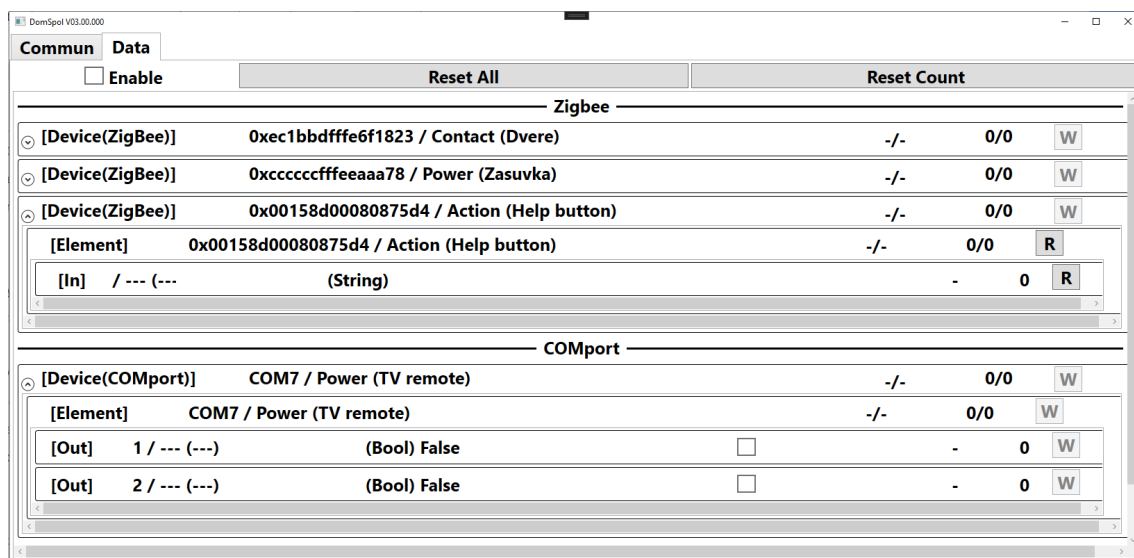 DomSpol V03.00.000
Commun Data
Enable Reset All Reset Count
Zigbee
[Device(ZigBee)] 0xec1bbdfffe6f1823 / Contact (Dvere) -/- 0/0 W
[Device(ZigBee)] 0xccccccfffeeaaa78 / Power (Zasuvka) -/- 0/0 W
[Device(ZigBee)] 0x00158d00080875d4 / Action (Help button) -/- 0/0 W
[Element] 0x00158d00080875d4 / Action (Help button) -/- 0/0 R
[In] / --- (--- (String) - 0 R
COMport
[Device(COMport)] COM7 / Power (TV remote) -/- 0/0 W
[Element] COM7 / Power (TV remote) -/- 0/0 W
[Out] 1 / --- (---) (Bool) False - 0 W
[Out] 2 / --- (---) (Bool) False - 0 W